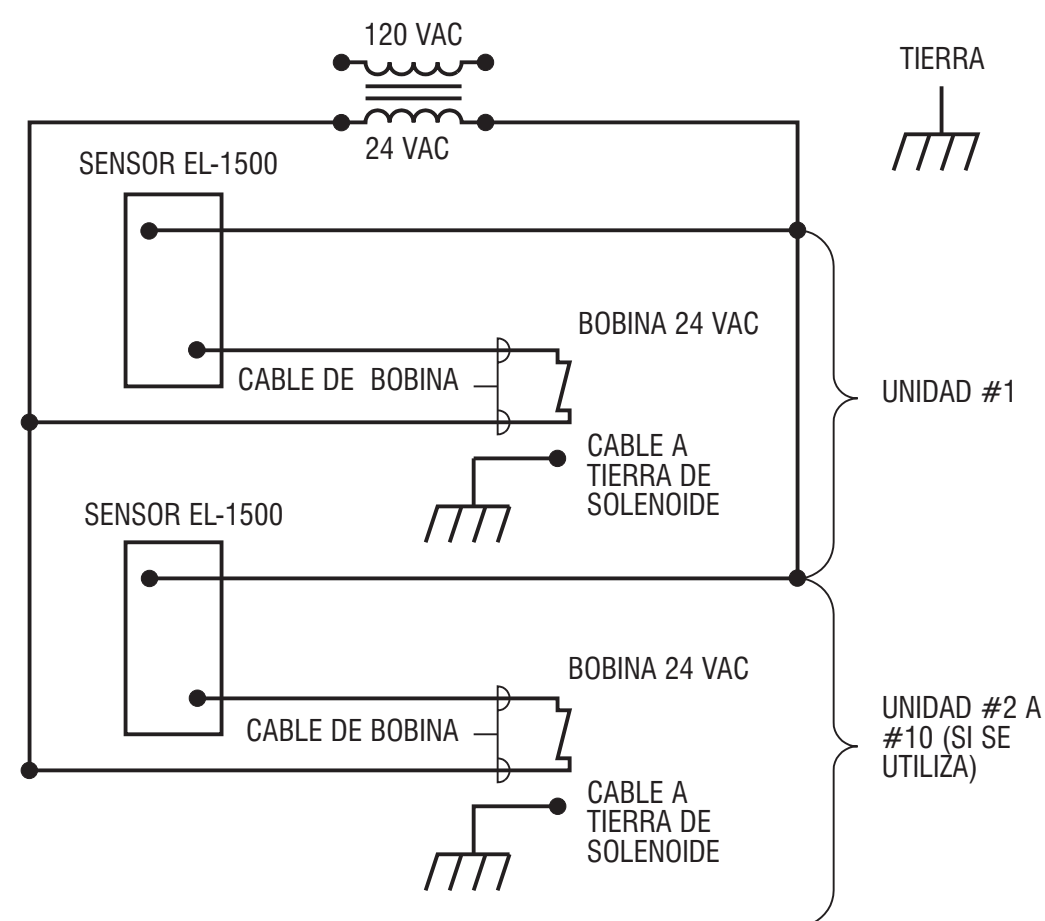 120 VAC
TIERRA
24 VAC
SENSOR EL-1500
BOBINA 24 VAC
CABLE DE BOBINA
UNIDAD #1
CABLE A
TIERRA DE
SOLENOIDE
SENSOR EL-1500
BOBINA 24 VAC
CABLE DE BOBINA
UNIDAD #2 A
#10 (SI SE
UTILIZA)
CABLE A
TIERRA DE
SOLENOIDE